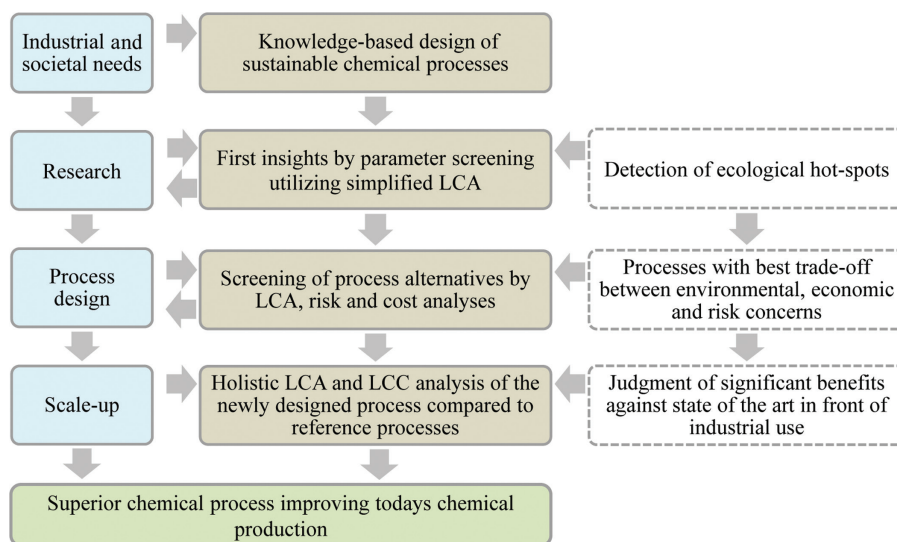 Industrial and
societal needs
Knowledge-based design of
sustainable chemical processes
Research
First insights by parameter screening
utilizing simplified LCA
Detection of ecological hot-spots
Process
design
Screening of process alternatives by
LCA, risk and cost analyses
Processes with best trade-off
between environmental, economic
and risk concerns
Scale-up
Holistic LCA and LCC analysis of the
newly designed process compared to
reference processes
Judgment of significant benefits
against state of the art in front of
industrial use
Superior chemical process improving todays chemical
production